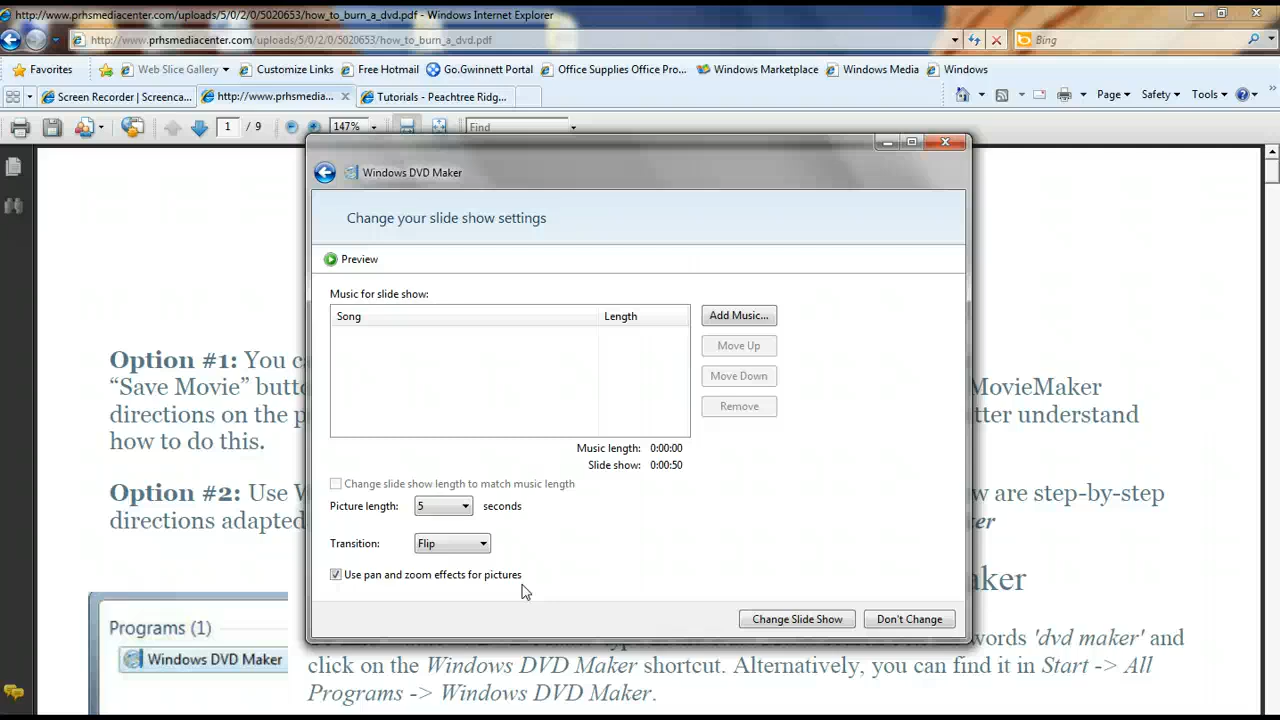 http://www.prhsmediacenter.com/uploads/5/0/2/0/5020653/how_to_burn_a_dvd.pdf - Windows Internet Explorer
http://www.prhsmediacenter.com/uploads/5/0/2/0/5020653/how_to_burn_a_dvd.pdf
Bing
Favorites
Web Slice Gallery
Customize Links
Free Hotmail
Go.Gwinnett Portal
Office Supplies Office Pro...
Windows Marketplace
Windows Media
Windows
Screen Recorder | Screenca...
http://www.prhsmedia...
Tutorials - Peachtree Ridg...
Page
Safety
Tools
1 / 9
147%
Find
Windows DVD Maker
Change your slide show settings
Preview
Music for slide show:
Song Length
Add Music...
Move Up
Move Down
Remove
Music length: 0:00:00
Slide show: 0:00:50
Change slide show length to match music length
Picture length: 5 seconds
Transition: Flip
Use pan and zoom effects for pictures
Change Slide Show
Don't Change
Option #1: You
“Save Movie” MovieMaker
directions on the understand
how to do this.
Option #2: Use are step-by-step
directions adapted
Programs (1)
Windows DVD Maker
words 'dvd maker' and
click on the Windows DVD Maker shortcut. Alternatively, you can find it in Start -> All
Programs -> Windows DVD Maker.